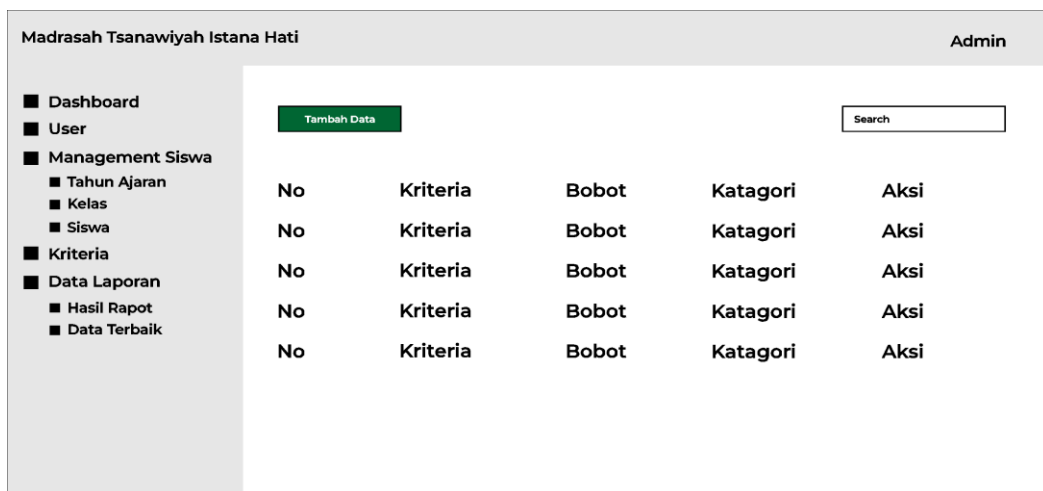 Madrasah Tsanawiyah Istana Hati
Admin
Dashboard
User
Management Siswa
Tahun Ajaran
Kelas
Siswa
Kriteria
Data Laporan
Hasil Rapot
Data Terbaik
Tambah Data
Search
No Kriteria Bobot Katagori Aksi
No Kriteria Bobot Katagori Aksi
No Kriteria Bobot Katagori Aksi
No Kriteria Bobot Katagori Aksi
No Kriteria Bobot Katagori Aksi